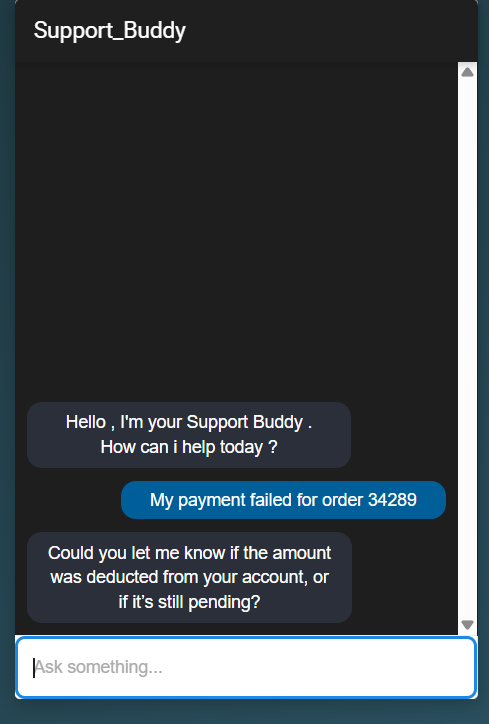 Support_Buddy
Hello , I'm your Support Buddy .
How can i help today ?
My payment failed for order 34289
Could you let me know if the amount
was deducted from your account, or
if it’s still pending?
Ask something...